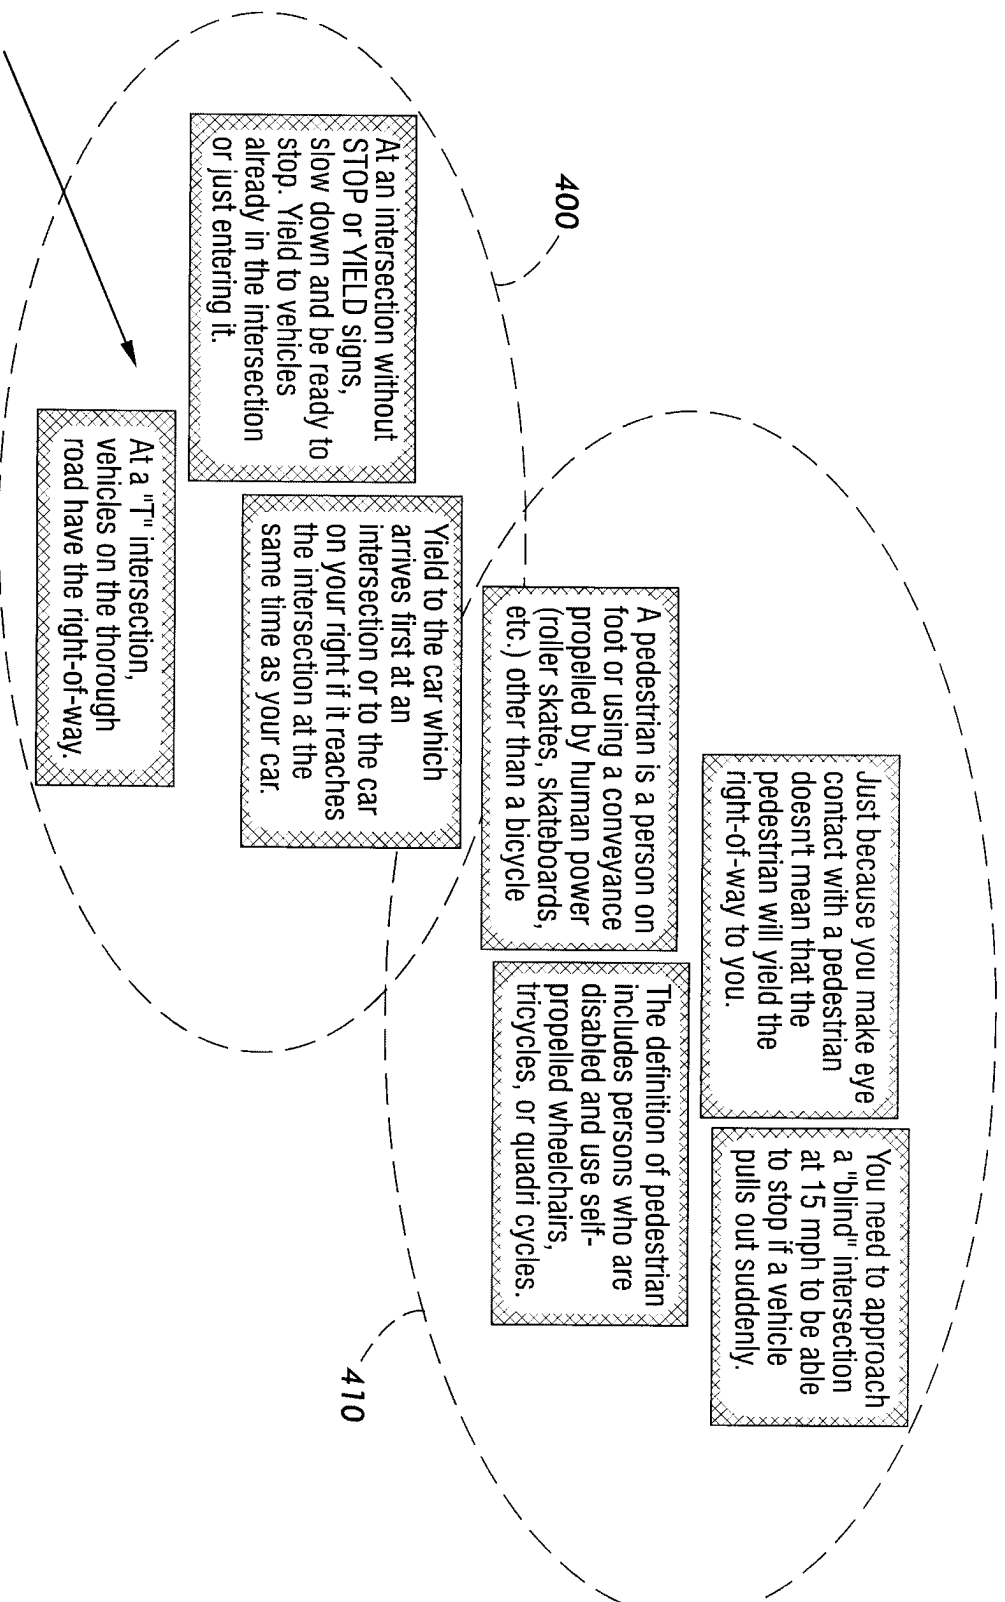 400
Just because you make eye
contact with a pedestrian
doesn't mean that the
pedestrian will yield the
right-of-way to you.
You need to approach
a "blind" intersection
at 15 mph to be able
to stop if a vehicle
pulls out suddenly.
A pedestrian is a person on
foot or using a conveyance
propelled by human power
(roller skates, skateboards,
etc.) other than a bicycle
The definition of pedestrian
includes persons who are
disabled and use self-
propelled wheelchairs,
tricycles, or quadri cycles.
At an intersection without
STOP or YIELD signs,
slow down and be ready to
stop. Yield to vehicles
already in the intersection
or just entering it.
Yield to the car which
arrives first at an
intersection or to the car
on your right if it reaches
the intersection at the
same time as your car.
410
At a "T" intersection,
vehicles on the thorough
road have the right-of-way.